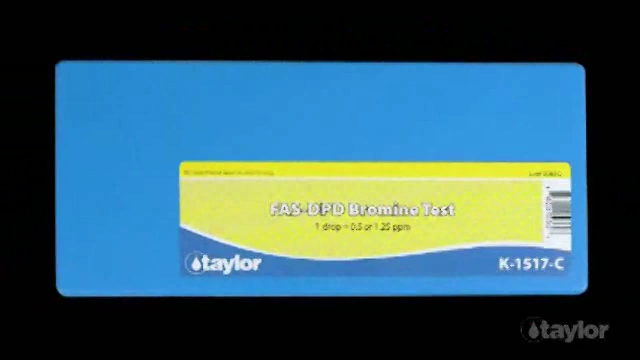 FAS-DPD Bromine Test
1 drop = 0.5 or 1.25 ppm
taylor
K-1517-C
taylor